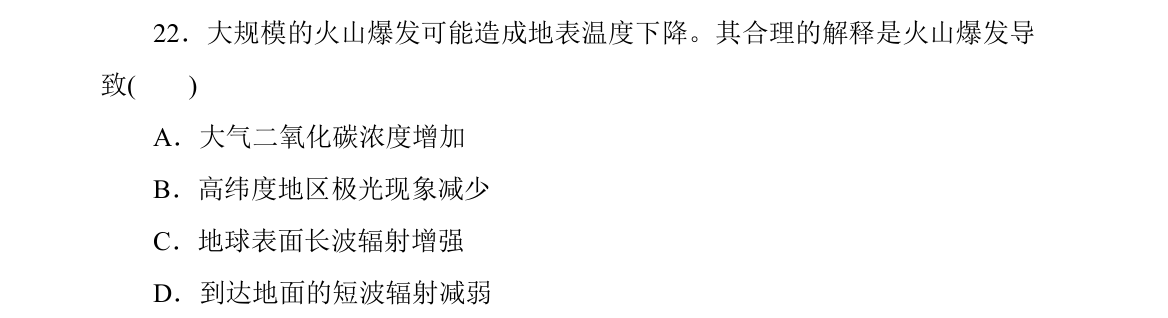 22．大规模的火山爆发可能造成地表温度下降。其合理的解释是火山爆发导
致(　　)
A．大气二氧化碳浓度增加
B．高纬度地区极光现象减少
C．地球表面长波辐射增强
D．到达地面的短波辐射减弱